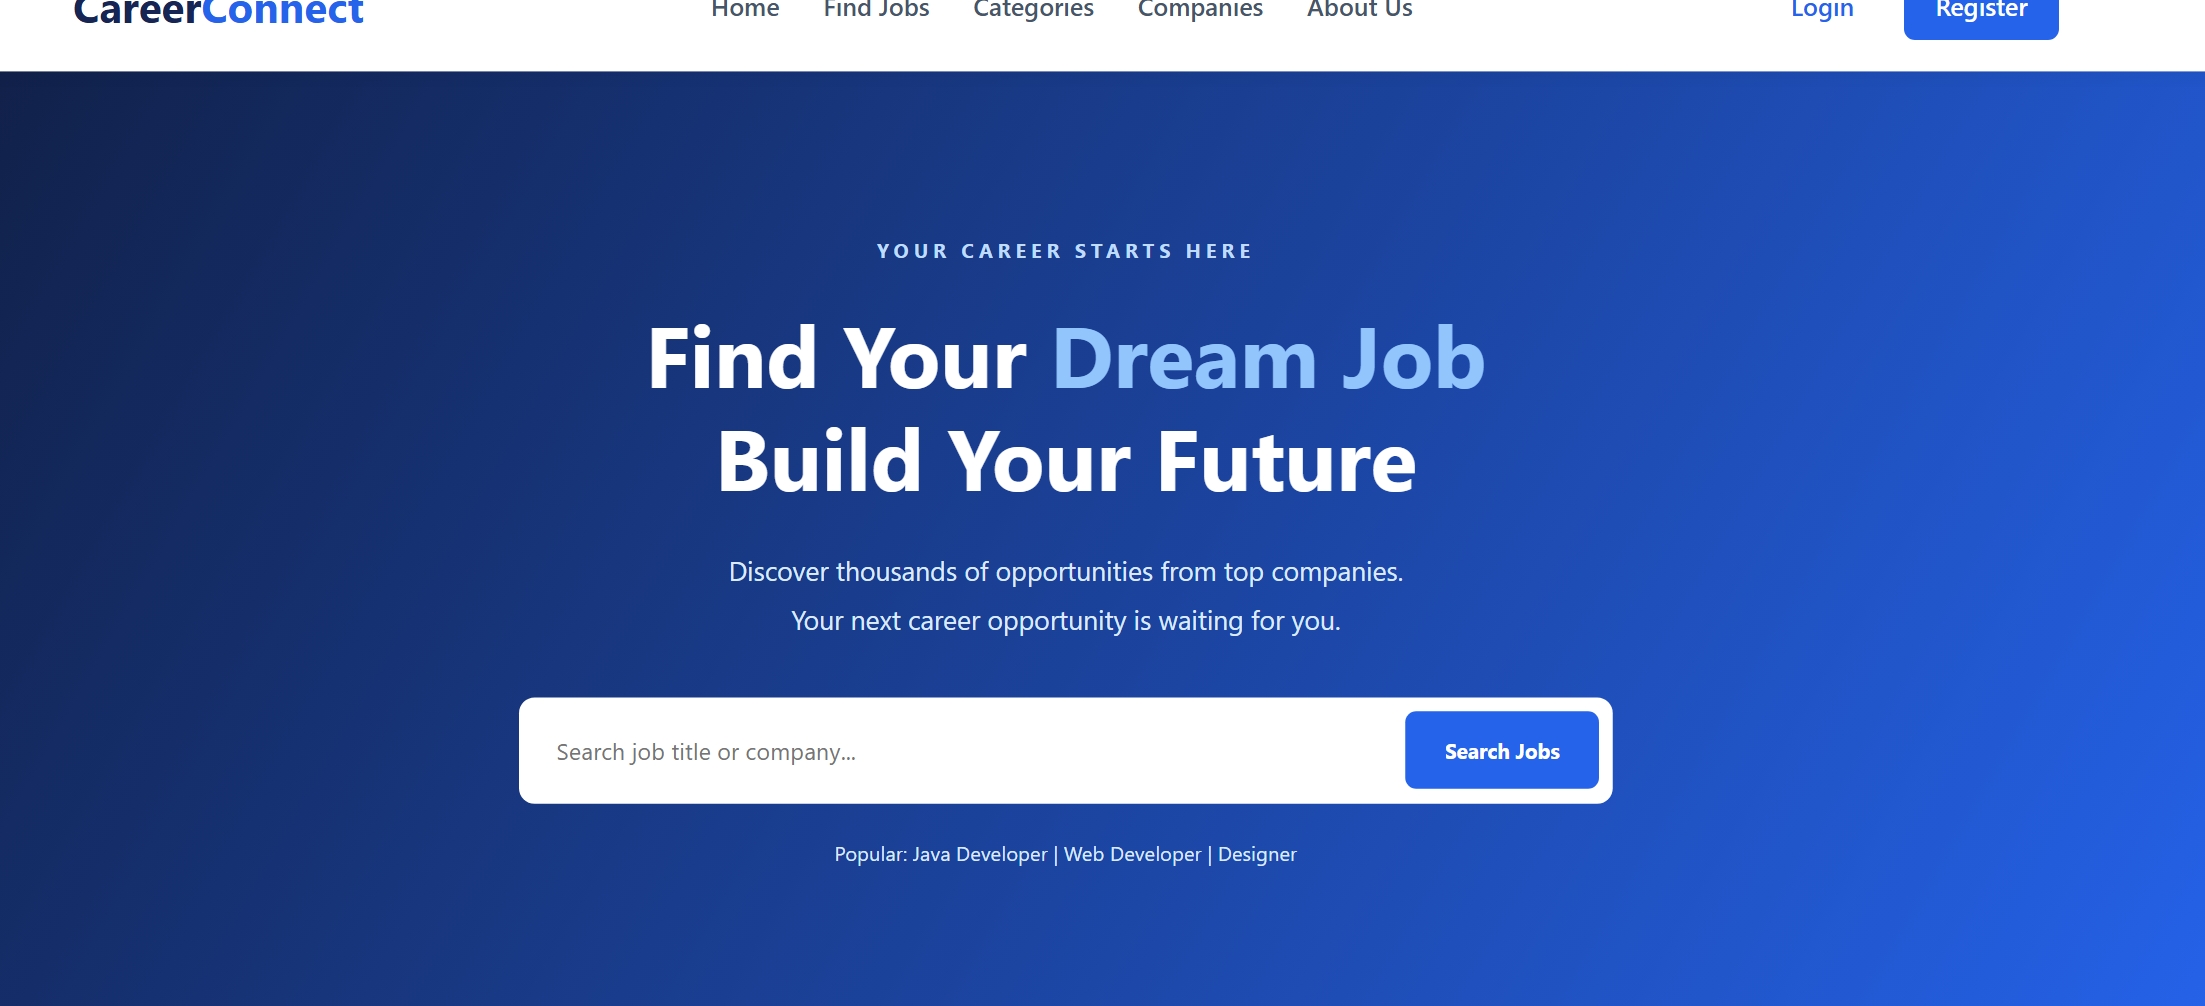 CareerConnect
Home Find Jobs Categories Companies About Us
Login Register
YOUR CAREER STARTS HERE
Find Your Dream Job
Build Your Future
Discover thousands of opportunities from top companies.
Your next career opportunity is waiting for you.
Search job title or company...
Search Jobs
Popular: Java Developer | Web Developer | Designer